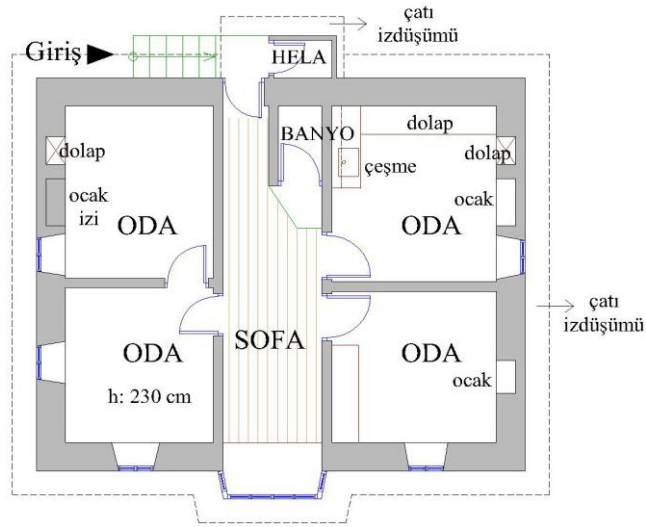 çatı
izdüşümü
Giriş
HELA
BANYO
dolap
dolap
dolap
çeşme
ocak
izi
ocak
ODA
ODA
çatı
izdüşümü
SOFA
ODA
ODA
ocak
h: 230 cm